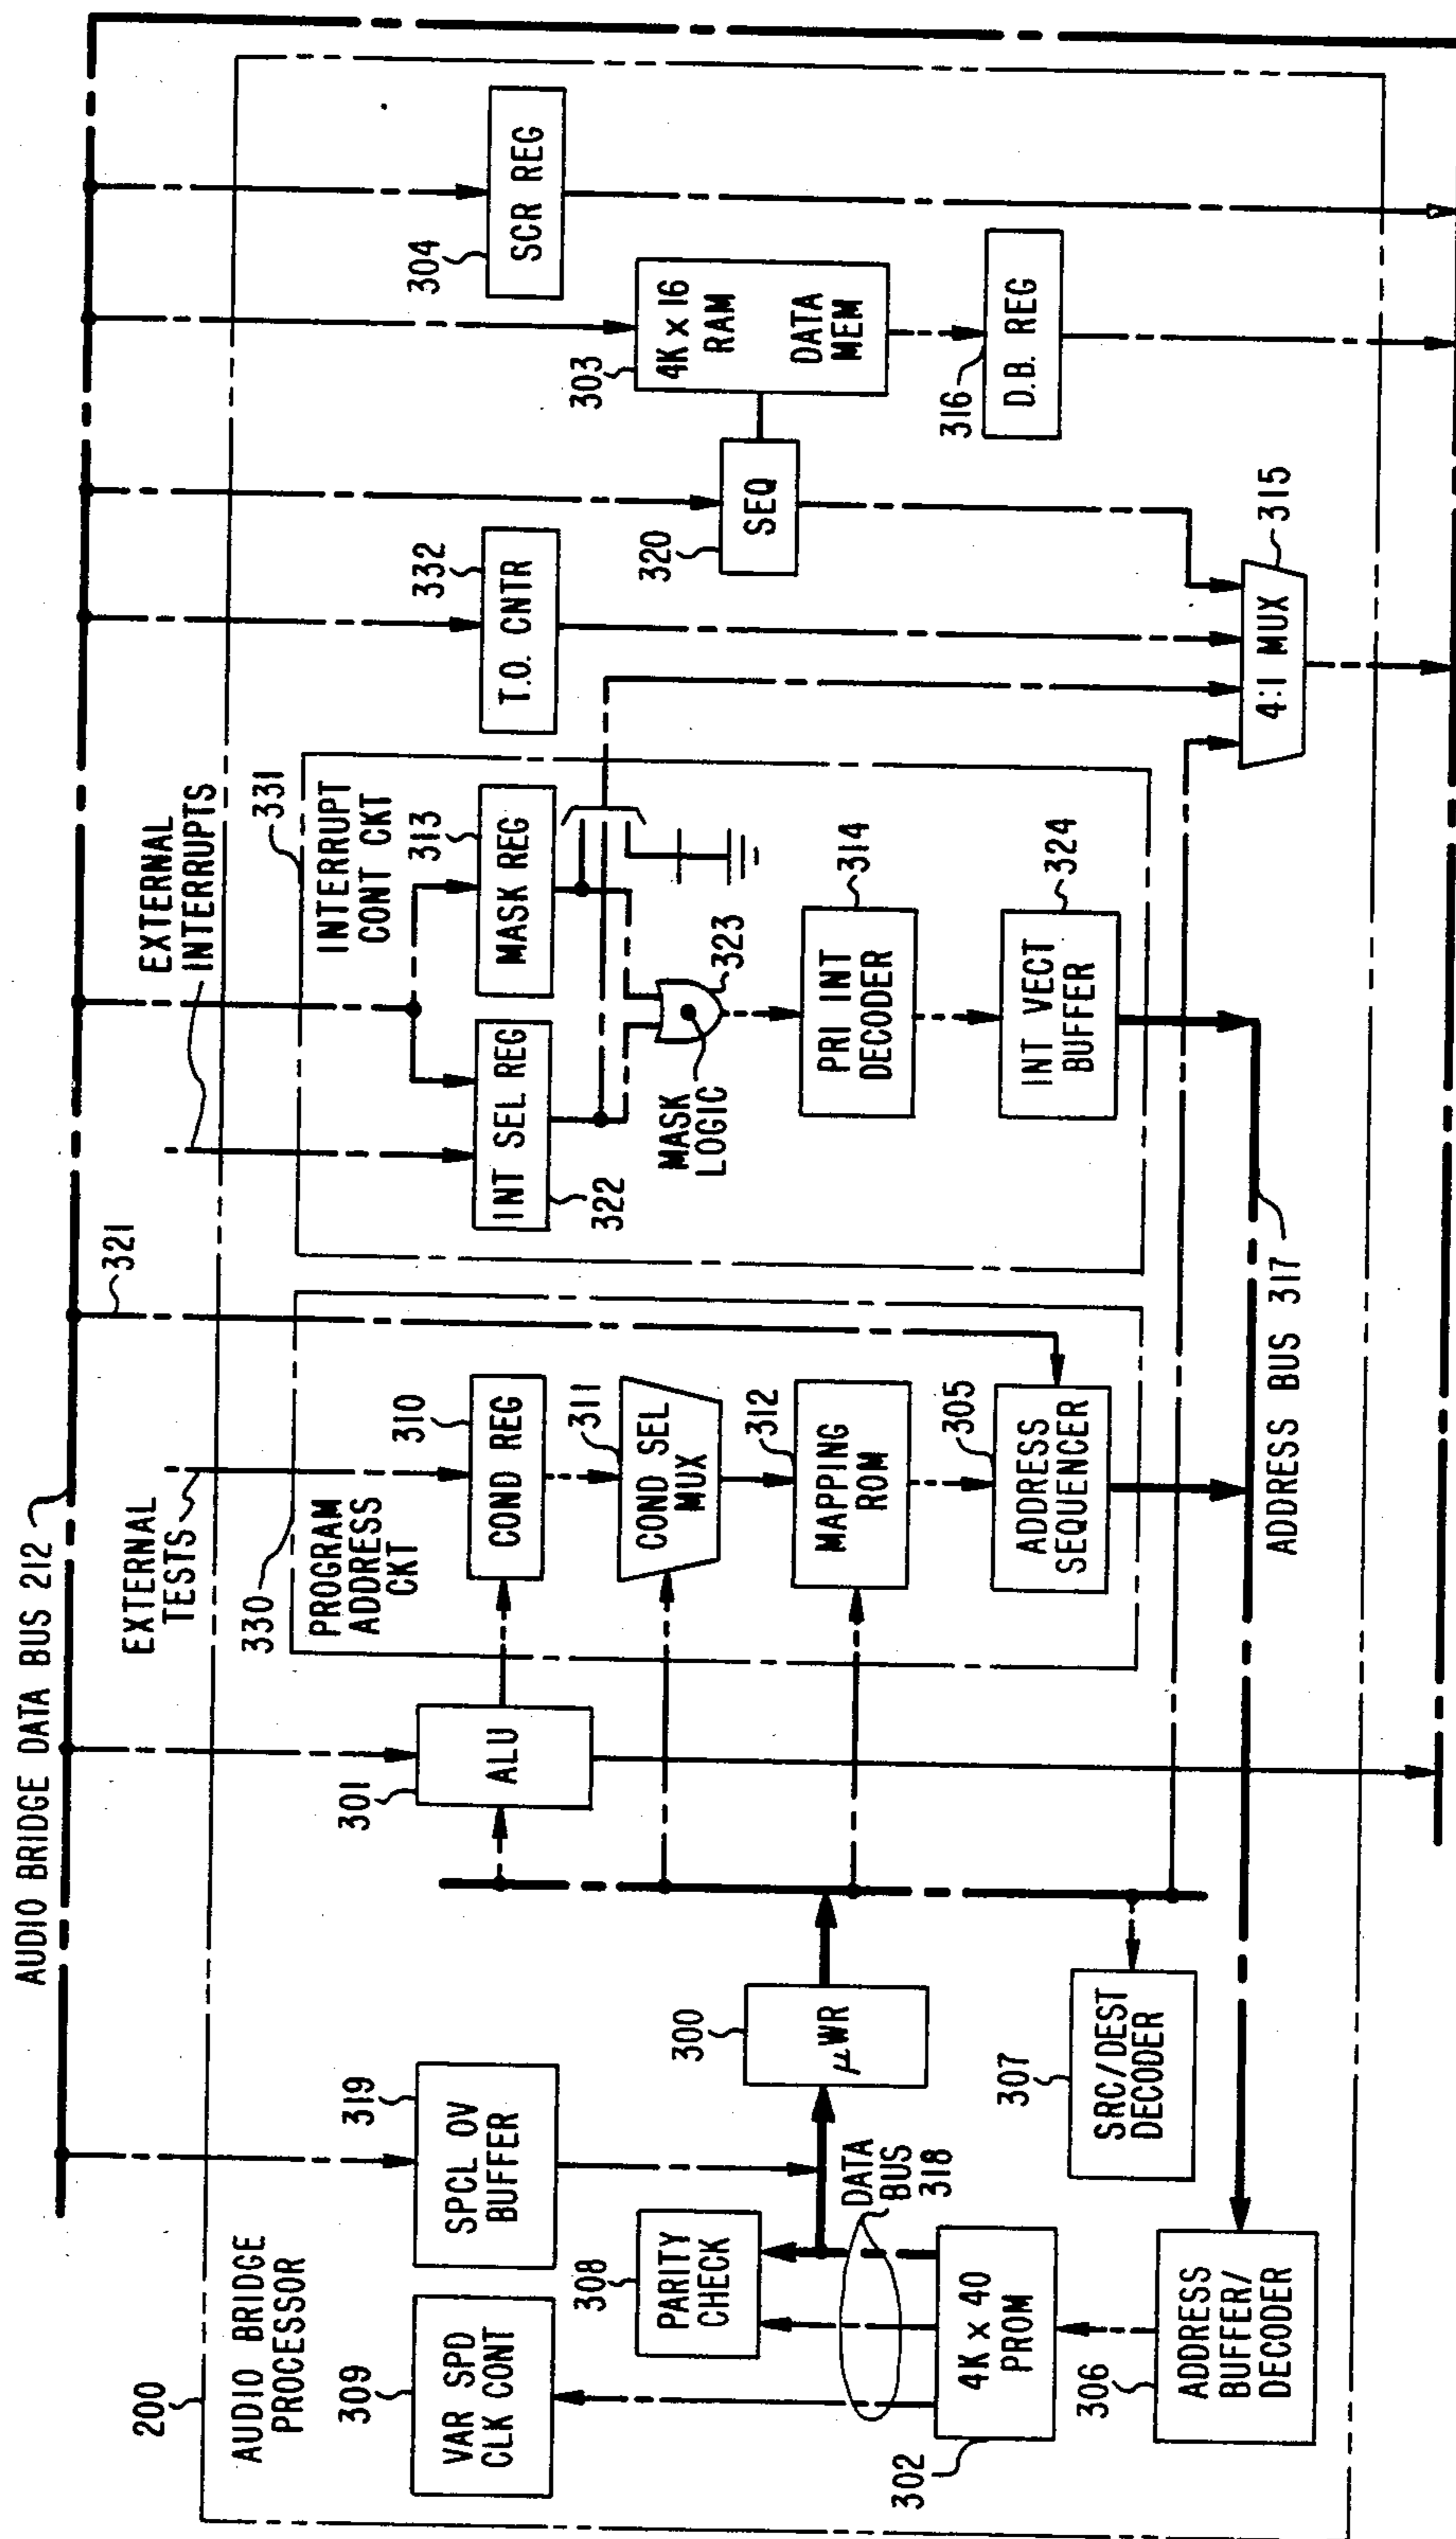 AUDIO BRIDGE DATA BUS 212
200
AUDIO BRIDGE
PROCESSOR
309
VAR SPD
CLK CONT
319
SPCL OV
BUFFER
308
PARITY
CHECK
DATA
BUS
318
302
4K x 40
PROM
306
ADDRESS
BUFFER/
DECODER
300
μWR
307
SRC/DEST
DECODER
301
ALU
EXTERNAL
TESTS
330
PROGRAM
ADDRESS
CKT
310
COND REG
311
COND SEL
MUX
312
MAPPING
ROM
305
ADDRESS
SEQUENCER
321
ADDRESS BUS 317
EXTERNAL
INTERRUPTS
331
INTERRUPT
CONT CKT
322
INT SEL REG
313
MASK REG
MASK
LOGIC
323
314
PRI INT
DECODER
324
INT VECT
BUFFER
332
T.O. CNTR
320
SEQ
315
4:1 MUX
303
4K x 16
RAM
DATA
MEM
316
D.B. REG
304
SCR REG